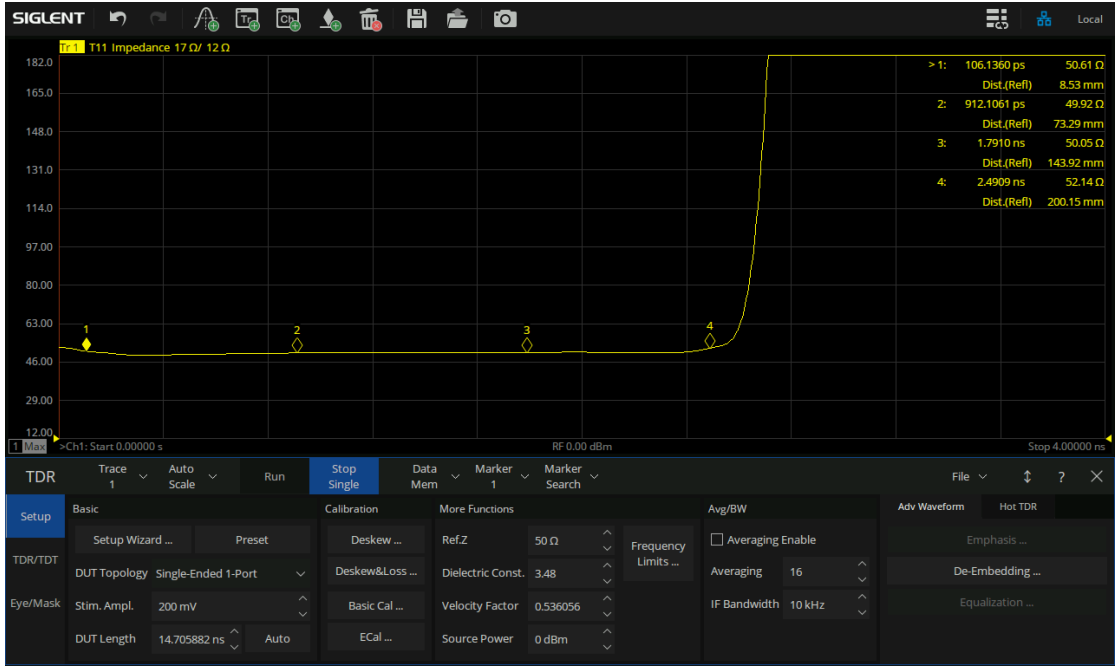 SIGLENT Tr Ch Local
Tr 1 T11 Impedance 17 Ω/ 12 Ω
182.0
165.0
148.0
131.0
114.0
97.00
80.00
63.00
46.00
29.00
12.00
> 1: 106.1360 ps 50.61 Ω
Dist.(Refl) 8.53 mm
2: 912.1061 ps 49.92 Ω
Dist.(Refl) 73.29 mm
3: 1.7910 ns 50.05 Ω
Dist.(Refl) 143.92 mm
4: 2.4909 ns 52.14 Ω
Dist.(Refl) 200.15 mm
1 2 3 4
1 Max >Ch1: Start 0.00000 s RF 0.00 dBm Stop 4.00000 ns
TDR Trace 1 Auto Scale Run Stop Single Data Mem Marker 1 Marker Search File ?
Setup
TDR/TDT
Eye/Mask
Basic
Setup Wizard ... Preset
DUT Topology Single-Ended 1-Port
Stim. Ampl. 200 mV
DUT Length 14.705882 ns Auto
Calibration
Deskew ...
Deskew&Loss ...
Basic Cal ...
ECal ...
More Functions
Ref.Z 50 Ω
Dielectric Const. 3.48
Velocity Factor 0.536056
Source Power 0 dBm
Frequency
Limits ...
Avg/BW
Averaging Enable
Averaging 16
IF Bandwidth 10 kHz
Adv Waveform Hot TDR
Emphasis ...
De-Embedding ...
Equalization ...